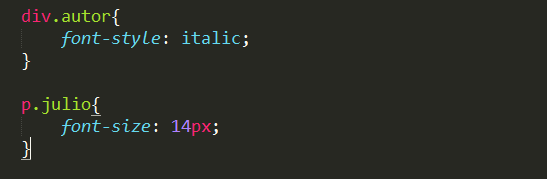 div.autor{
    font-style: italic;
}

p.julio{
    font-size: 14px;
}